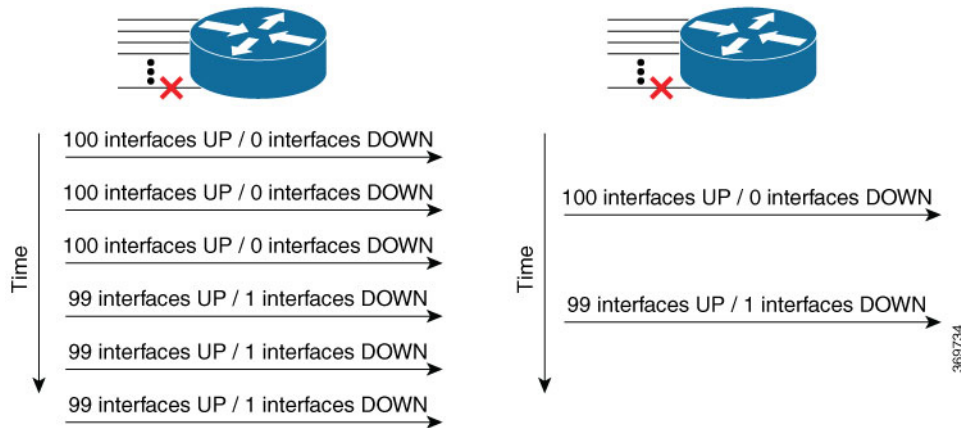 100 interfaces UP / 0 interfaces DOWN
100 interfaces UP / 0 interfaces DOWN
100 interfaces UP / 0 interfaces DOWN
99 interfaces UP / 1 interfaces DOWN
99 interfaces UP / 1 interfaces DOWN
99 interfaces UP / 1 interfaces DOWN
Time
100 interfaces UP / 0 interfaces DOWN
99 interfaces UP / 1 interfaces DOWN
Time
369734